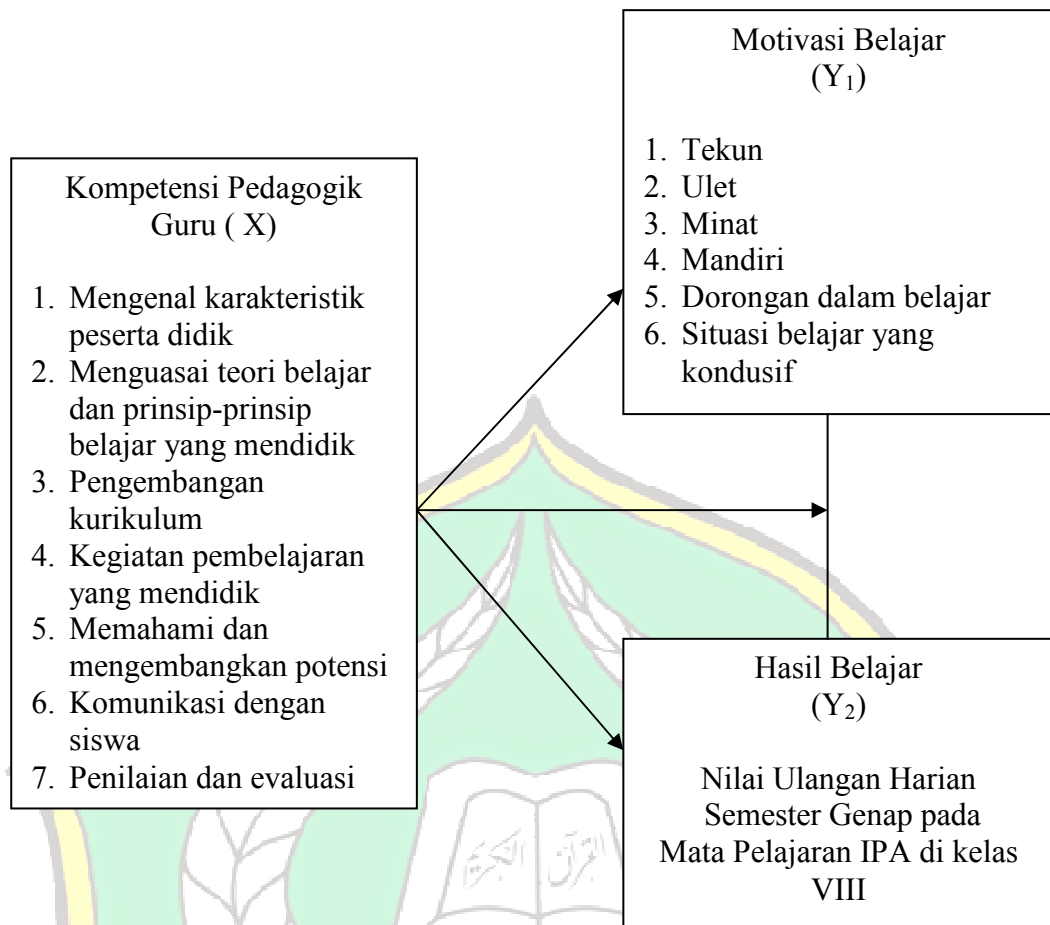 Motivasi Belajar
(Y₁)
1. Tekun
2. Ulet
3. Minat
4. Mandiri
5. Dorongan dalam belajar
6. Situasi belajar yang
kondusif
Kompetensi Pedagogik
Guru ( X)
1. Mengenal karakteristik
peserta didik
2. Menguasai teori belajar
dan prinsip-prinsip
belajar yang mendidik
3. Pengembangan
kurikulum
4. Kegiatan pembelajaran
yang mendidik
5. Memahami dan
mengembangkan potensi
6. Komunikasi dengan
siswa
7. Penilaian dan evaluasi
Hasil Belajar
(Y₂)
Nilai Ulangan Harian
Semester Genap pada
Mata Pelajaran IPA di kelas
VIII